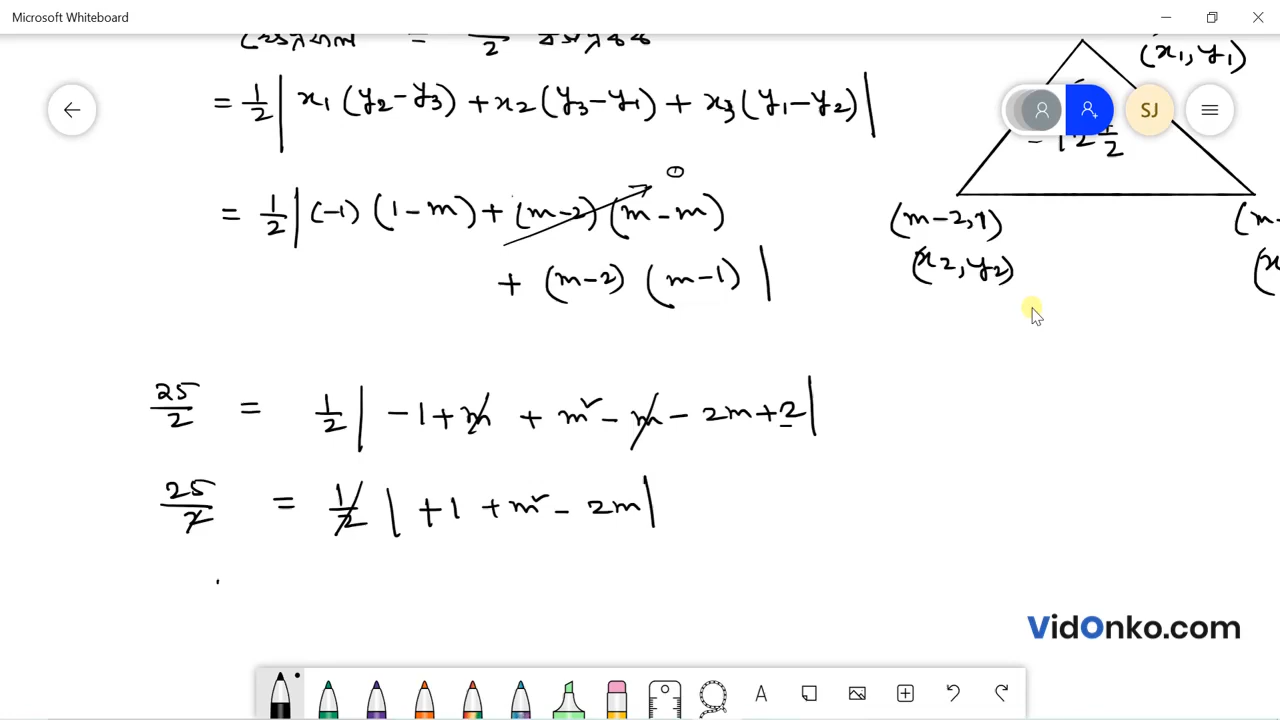 Microsoft Whiteboard
= 1/2 | x1 (y2-y3) + x2 (y3-y1) + x3 (y1-y2) |
= 1/2 | (-1) (1-m) + (m-2) (m-m) 0
+ (m-2) (m-1) |
25/2 = 1/2 | -1+m + m² - m - 2m+2 |
25/2 = 1/2 | +1 + m² - 2m |
(x1, y1)
SJ
(m-2, 1)
(x2, y2)
VidOnko.com
A